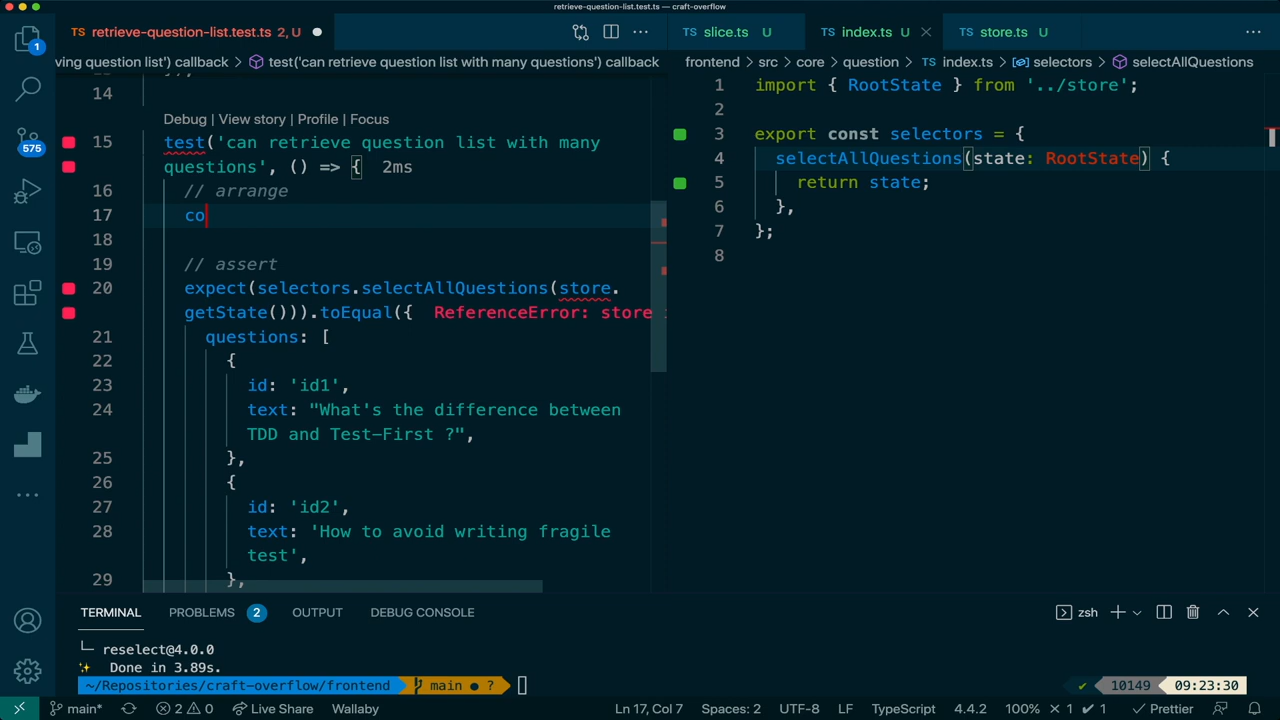 retrieve-question-list.test.ts — craft-overflow
TS retrieve-question-list.test.ts 2, U
TS slice.ts U
TS index.ts U
TS store.ts U
ving question list') callback › test('can retrieve question list with many questions') callback
frontend › src › core › question › TS index.ts › selectors › selectAllQuestions
1
575
14
Debug | View story | Profile | Focus
15 test('can retrieve question list with many
questions', () => { 2ms
16 // arrange
17 co
18
19 // assert
20 expect(selectors.selectAllQuestions(store.
getState())).toEqual({ ReferenceError: store
21 questions: [
22 {
23 id: 'id1',
24 text: "What's the difference between
TDD and Test-First ?",
25 },
26 {
27 id: 'id2',
28 text: 'How to avoid writing fragile
test',
29 },
1 import { RootState } from '../store';
2
3 export const selectors = {
4 selectAllQuestions(state: RootState) {
5 return state;
6 },
7 };
8
TERMINAL PROBLEMS 2 OUTPUT DEBUG CONSOLE
zsh
└─ reselect@4.0.0
✨ Done in 3.89s.
~/Repositories/craft-overflow/frontend main ● ?
✔ 10149 09:23:30
main* 2 0 Live Share Wallaby Ln 17, Col 7 Spaces: 2 UTF-8 LF TypeScript 4.4.2 100% × 1 ✓ 1 Prettier